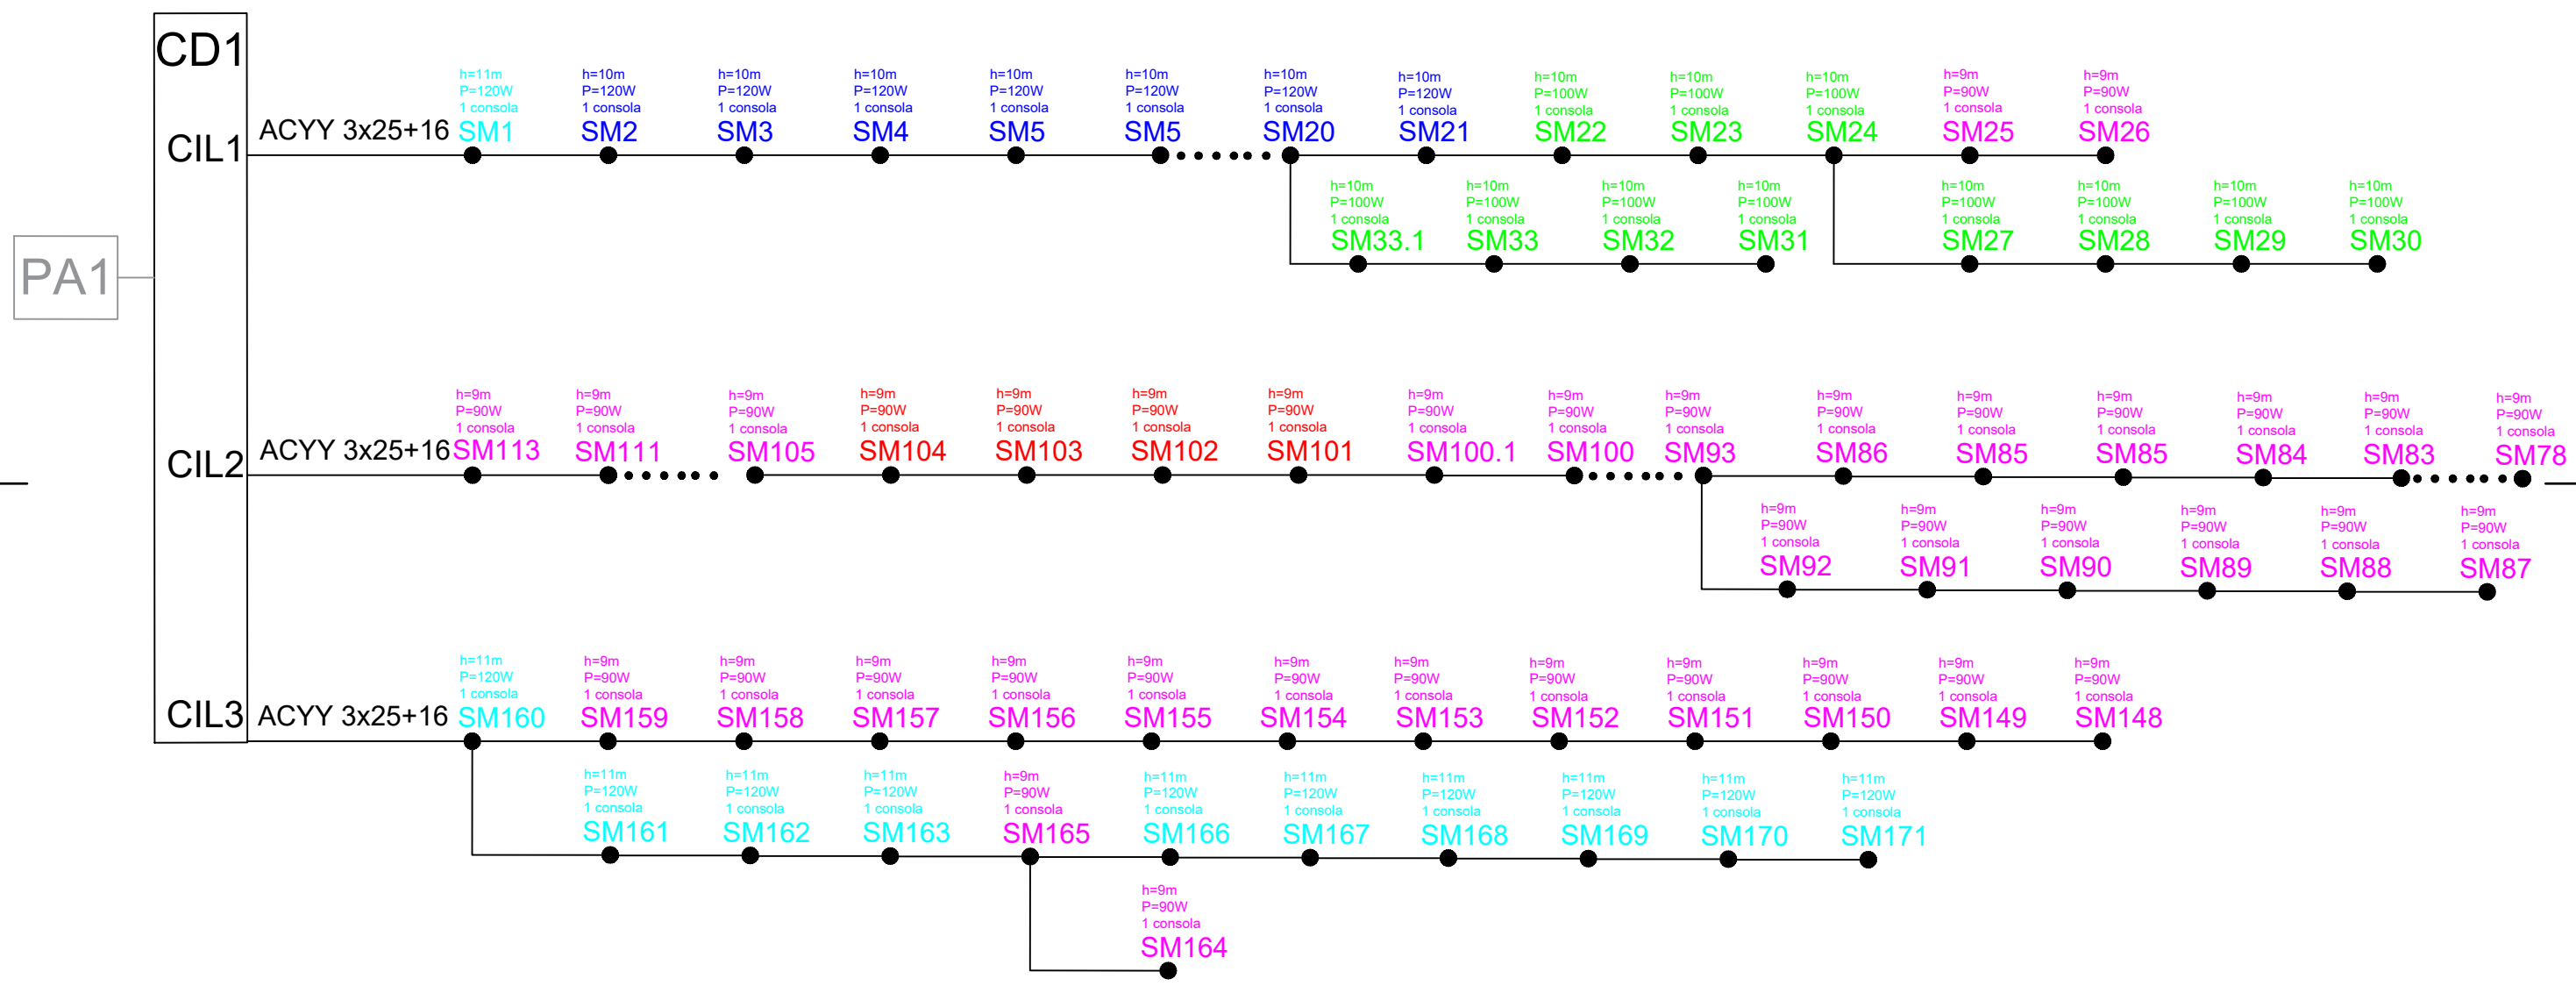 CD1
PA1
CIL1
ACYY 3x25+16
h=11m
P=120W
1 consola
SM1
h=10m
P=120W
1 consola
SM2
h=10m
P=120W
1 consola
SM3
h=10m
P=120W
1 consola
SM4
h=10m
P=120W
1 consola
SM5
h=10m
P=120W
1 consola
SM5
h=10m
P=120W
1 consola
SM20
h=10m
P=120W
1 consola
SM21
h=10m
P=100W
1 consola
SM22
h=10m
P=100W
1 consola
SM23
h=10m
P=100W
1 consola
SM24
h=9m
P=90W
1 consola
SM25
h=9m
P=90W
1 consola
SM26
h=10m
P=100W
1 consola
SM33.1
h=10m
P=100W
1 consola
SM33
h=10m
P=100W
1 consola
SM32
h=10m
P=100W
1 consola
SM31
h=10m
P=100W
1 consola
SM27
h=10m
P=100W
1 consola
SM28
h=10m
P=100W
1 consola
SM29
h=10m
P=100W
1 consola
SM30
CIL2
ACYY 3x25+16
h=9m
P=90W
1 consola
SM113
h=9m
P=90W
1 consola
SM111
h=9m
P=90W
1 consola
SM105
h=9m
P=90W
1 consola
SM104
h=9m
P=90W
1 consola
SM103
h=9m
P=90W
1 consola
SM102
h=9m
P=90W
1 consola
SM101
h=9m
P=90W
1 consola
SM100.1
h=9m
P=90W
1 consola
SM100
h=9m
P=90W
1 consola
SM93
h=9m
P=90W
1 consola
SM86
h=9m
P=90W
1 consola
SM85
h=9m
P=90W
1 consola
SM85
h=9m
P=90W
1 consola
SM84
h=9m
P=90W
1 consola
SM83
h=9m
P=90W
1 consola
SM78
h=9m
P=90W
1 consola
SM92
h=9m
P=90W
1 consola
SM91
h=9m
P=90W
1 consola
SM90
h=9m
P=90W
1 consola
SM89
h=9m
P=90W
1 consola
SM88
h=9m
P=90W
1 consola
SM87
CIL3
ACYY 3x25+16
h=11m
P=120W
1 consola
SM160
h=9m
P=90W
1 consola
SM159
h=9m
P=90W
1 consola
SM158
h=9m
P=90W
1 consola
SM157
h=9m
P=90W
1 consola
SM156
h=9m
P=90W
1 consola
SM155
h=9m
P=90W
1 consola
SM154
h=9m
P=90W
1 consola
SM153
h=9m
P=90W
1 consola
SM152
h=9m
P=90W
1 consola
SM151
h=9m
P=90W
1 consola
SM150
h=9m
P=90W
1 consola
SM149
h=9m
P=90W
1 consola
SM148
h=11m
P=120W
1 consola
SM161
h=11m
P=120W
1 consola
SM162
h=11m
P=120W
1 consola
SM163
h=9m
P=90W
1 consola
SM165
h=11m
P=120W
1 consola
SM166
h=11m
P=120W
1 consola
SM167
h=11m
P=120W
1 consola
SM168
h=11m
P=120W
1 consola
SM169
h=11m
P=120W
1 consola
SM170
h=11m
P=120W
1 consola
SM171
h=9m
P=90W
1 consola
SM164